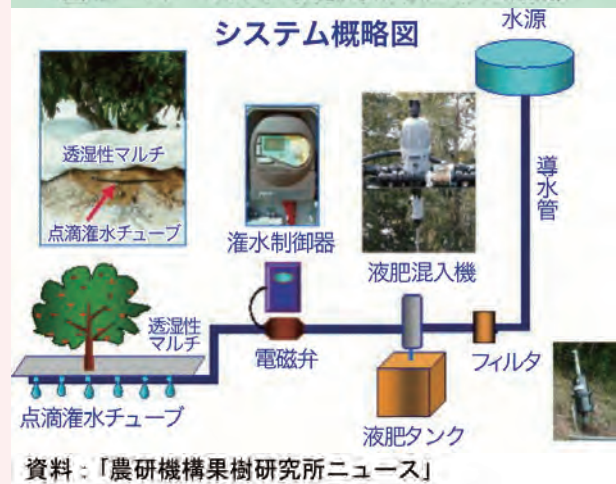 システム概略図
水源
透湿性マルチ
点滴潅水チューブ
潅水制御器
液肥混入機
導水管
透湿性
マルチ
電磁弁
フィルタ
点滴潅水チューブ
液肥タンク
資料：「農研機構果樹研究所ニュース」